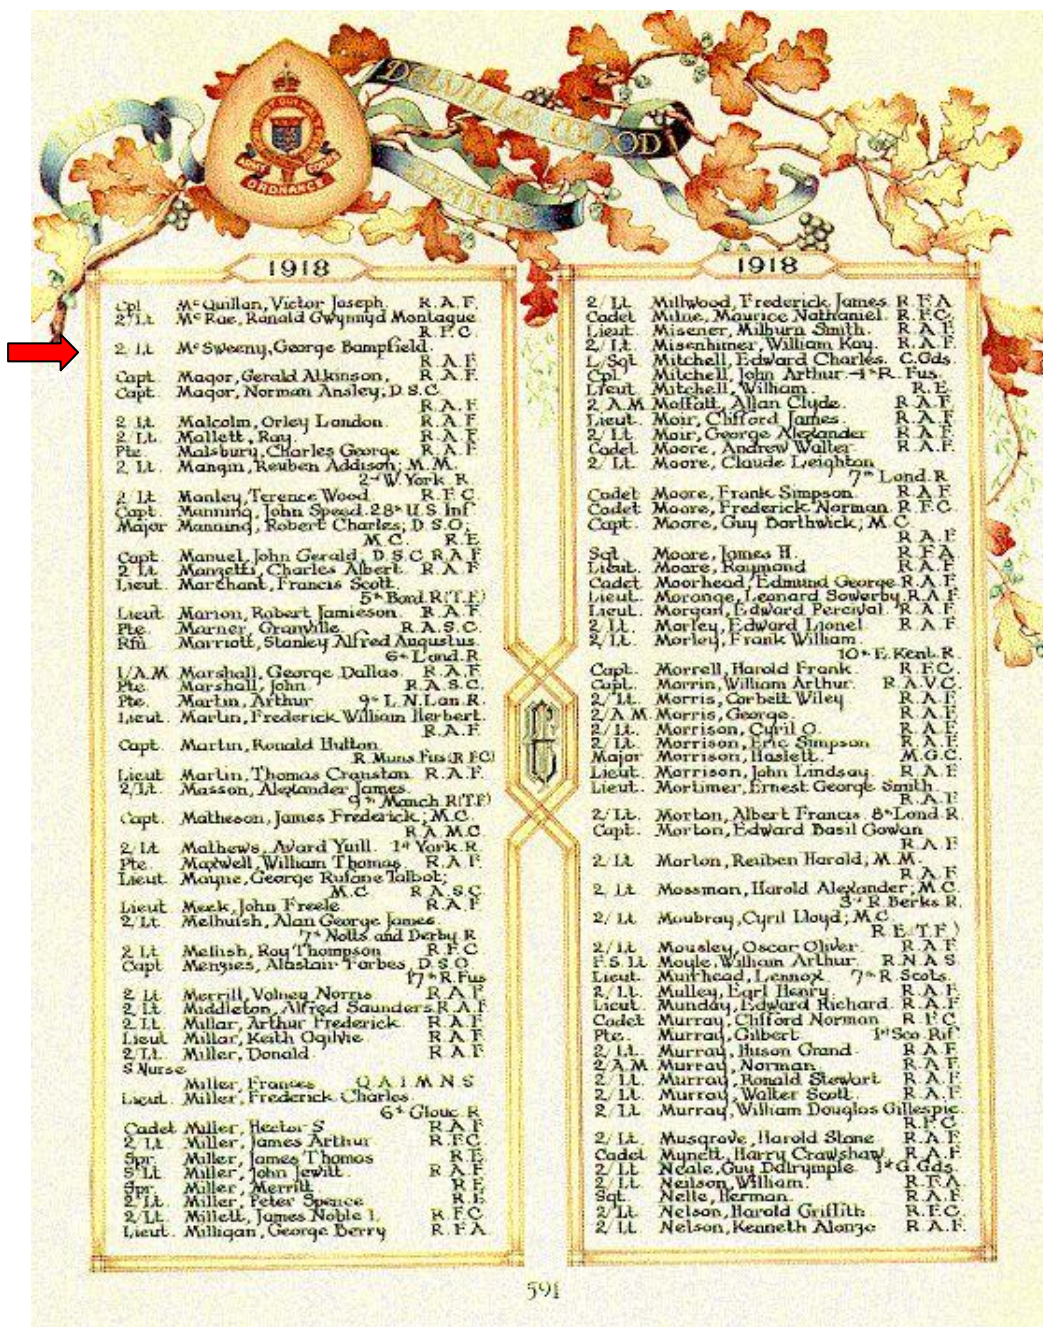 YPRES
DELVILLE WOOD
ORDNANCE
1918
Cpl. McQuillan, Victor Joseph. R.A.F.
2/Lt. McRae, Ranald Gwynnyd Montague
R.F.C.
2/Lt. McSweeny, George Bampfield.
R.A.F.
Capt. Magor, Gerald Atkinson, R.A.F.
Capt. Magor, Norman Ansley; D.S.C.
R.A.F.
2/Lt. Malcolm, Orley Landon. R.A.F.
2/Lt. Mallett, Ray. R.A.F.
Pte. Malsbury, Charles George R.A.F.
2/Lt. Mangin, Reuben Addison; M.M.
2nd W.York.R.
2/Lt. Manley, Terence Wood. R.F.C.
Capt. Manning, John Speed. 28th U.S.Inf
Major Manning, Robert Charles; D.S.O;
M.C. R.E.
Capt. Manuel, John Gerald, D.S.C. R.A.F.
2/Lt. Manzetti, Charles Albert. R.A.F.
Lieut. Marchant, Francis Scott.
5th Bord.R(T.F.)
Lieut. Marion, Robert Jamieson. R.A.F.
Pte. Marner, Granville. R.A.S.C.
Rfn. Marriott, Stanley Alfred Augustus.
6th Lond.R.
1/A.M. Marshall, George Dallas. R.A.F.
Pte. Marshall, John R.A.S.C.
Pte. Martin, Arthur 9th L.N.Lan.R.
Lieut. Martin, Frederick William Herbert.
R.A.F.
Capt. Martin, Ronald Hutton
R.Muns.Fus.(R.F.C.)
Lieut. Martin, Thomas Cranston. R.A.F.
2/Lt. Masson, Alexander James.
9th Manch.R(T.F.)
Capt. Matheson, James Frederick; M.C.
R.A.M.C.
2/Lt. Mathews, Avard Yuill. 1st York.R.
Pte. Maxwell, William Thomas. R.A.F.
Lieut. Mayne, George Rufane Talbot;
M.C. R.A.S.C.
Lieut. Meek, John Freele R.A.F.
2/Lt. Melhuish, Alan George James.
7th Notts and Derby R.
2/Lt. Mellish, Roy Thompson R.F.C.
Capt. Menzies, Alastair Forbes, D.S.O.
17th R.Fus
2/Lt. Merrill, Volney Norris R.A.F.
2/Lt. Middleton, Alfred Saunders R.A.F.
2/Lt. Millar, Arthur Frederick. R.A.F.
Lieut. Millar, Keith Ogilvie R.A.F.
2/Lt. Miller, Donald R.A.F.
S.Nurse
Miller, Frances Q.A.I.M.N.S.
Lieut. Miller, Frederick Charles.
6th Glouc.R.
Cadet Miller, Hector S. R.A.F.
2/Lt. Miller, James Arthur R.F.C.
Spr. Miller, James Thomas R.E.
S/Lt. Miller, John Jewitt. R.A.F.
Spr. Miller, Merritt R.E.
2/Lt. Miller, Peter Spence R.E.
2/Lt. Millett, James Noble I. R.F.C.
Lieut. Milligan, George Berry R.F.A.
1918
2/Lt. Millwood, Frederick James. R.F.A.
Cadet Milne, Maurice Nathaniel. R.F.C.
Lieut. Misener, Milburn Smith. R.A.F.
2/Lt. Misenhimer, William Kay. R.A.F.
L/Sgt. Mitchell, Edward Charles. C.Gds.
Cpl. Mitchell, John Arthur. 4th R.Fus.
Lieut. Mitchell, William. R.E.
2/A.M. Moffatt, Allan Clyde. R.A.F.
Lieut. Moir, Clifford James. R.A.F.
2/Lt. Moir, George Alexander R.A.F.
Cadet Moore, Andrew Walter R.A.F.
2/Lt. Moore, Claude Leighton
7th Lond.R.
Cadet Moore, Frank Simpson. R.A.F.
Cadet Moore, Frederick Norman. R.F.C.
Capt. Moore, Guy Borthwick; M.C.
R.A.F.
Sgt. Moore, James H. R.F.A.
Lieut. Moore, Raymond R.A.F.
Cadet Moorhead, Edmund George. R.A.F.
Lieut. Morange, Leonard Sowerby. R.A.F.
Lieut. Morgan, Edward Percival. R.A.F.
2/Lt. Morley, Edward Lionel R.A.F.
2/Lt. Morley, Frank William.
10th E.Kent.R.
Capt. Morrell, Harold Frank R.F.C.
Capt. Morrin, William Arthur. R.A.V.C.
2/Lt. Morris, Corbett Wiley R.A.F.
2/A.M. Morris, George. R.A.F.
2/Lt. Morrison, Cyril O. R.A.F.
2/Lt. Morrison, Eric Simpson R.A.F.
Major Morrison, Haslett. M.G.C.
Lieut. Morrison, John Lindsay. R.A.F.
Lieut. Mortimer, Ernest George Smith.
R.A.F.
2/Lt. Morton, Albert Francis. 8th Lond.R.
Capt. Morton, Edward Basil Gowan
R.A.F.
2/Lt. Morton, Reuben Harold; M.M.
R.A.F.
2/Lt. Mossman, Harold Alexander; M.C.
3rd R.Berks R.
2/Lt. Moubray, Cyril Lloyd; M.C.
R.E.(T.F.)
2/Lt. Mousley, Oscar Oliver. R.A.F.
F.S.Lt. Moyle, William Arthur. R.N.A.S.
Lieut. Muirhead, Lennox 7th R.Scots.
2/Lt. Mulley, Earl Henry. R.A.F.
Lieut. Munday, Edward Richard. R.A.F.
Cadet Murray, Clifford Norman R.F.C.
Pte. Murray, Gilbert 1st Sco.Rif
2/Lt. Murray, Huson Grand. R.A.F.
2/A.M. Murray, Norman. R.A.F.
2/Lt. Murray, Ronald Stewart R.A.F.
2/Lt. Murray, Walter Scott. R.A.F.
2/Lt. Murray, William Douglas Gillespie.
R.F.C.
2/Lt. Musgrove, Harold Slane R.A.F.
Cadet Mynett, Harry Crawshaw R.A.F.
2/Lt. Neale, Guy Dalrymple. 1st G.Gds.
2/Lt. Neilson, William. R.F.A.
Sgt. Nelle, Herman. R.A.F.
2/Lt. Nelson, Harold Griffith. R.F.C.
2/Lt. Nelson, Kenneth Alonzo R.A.F.
591